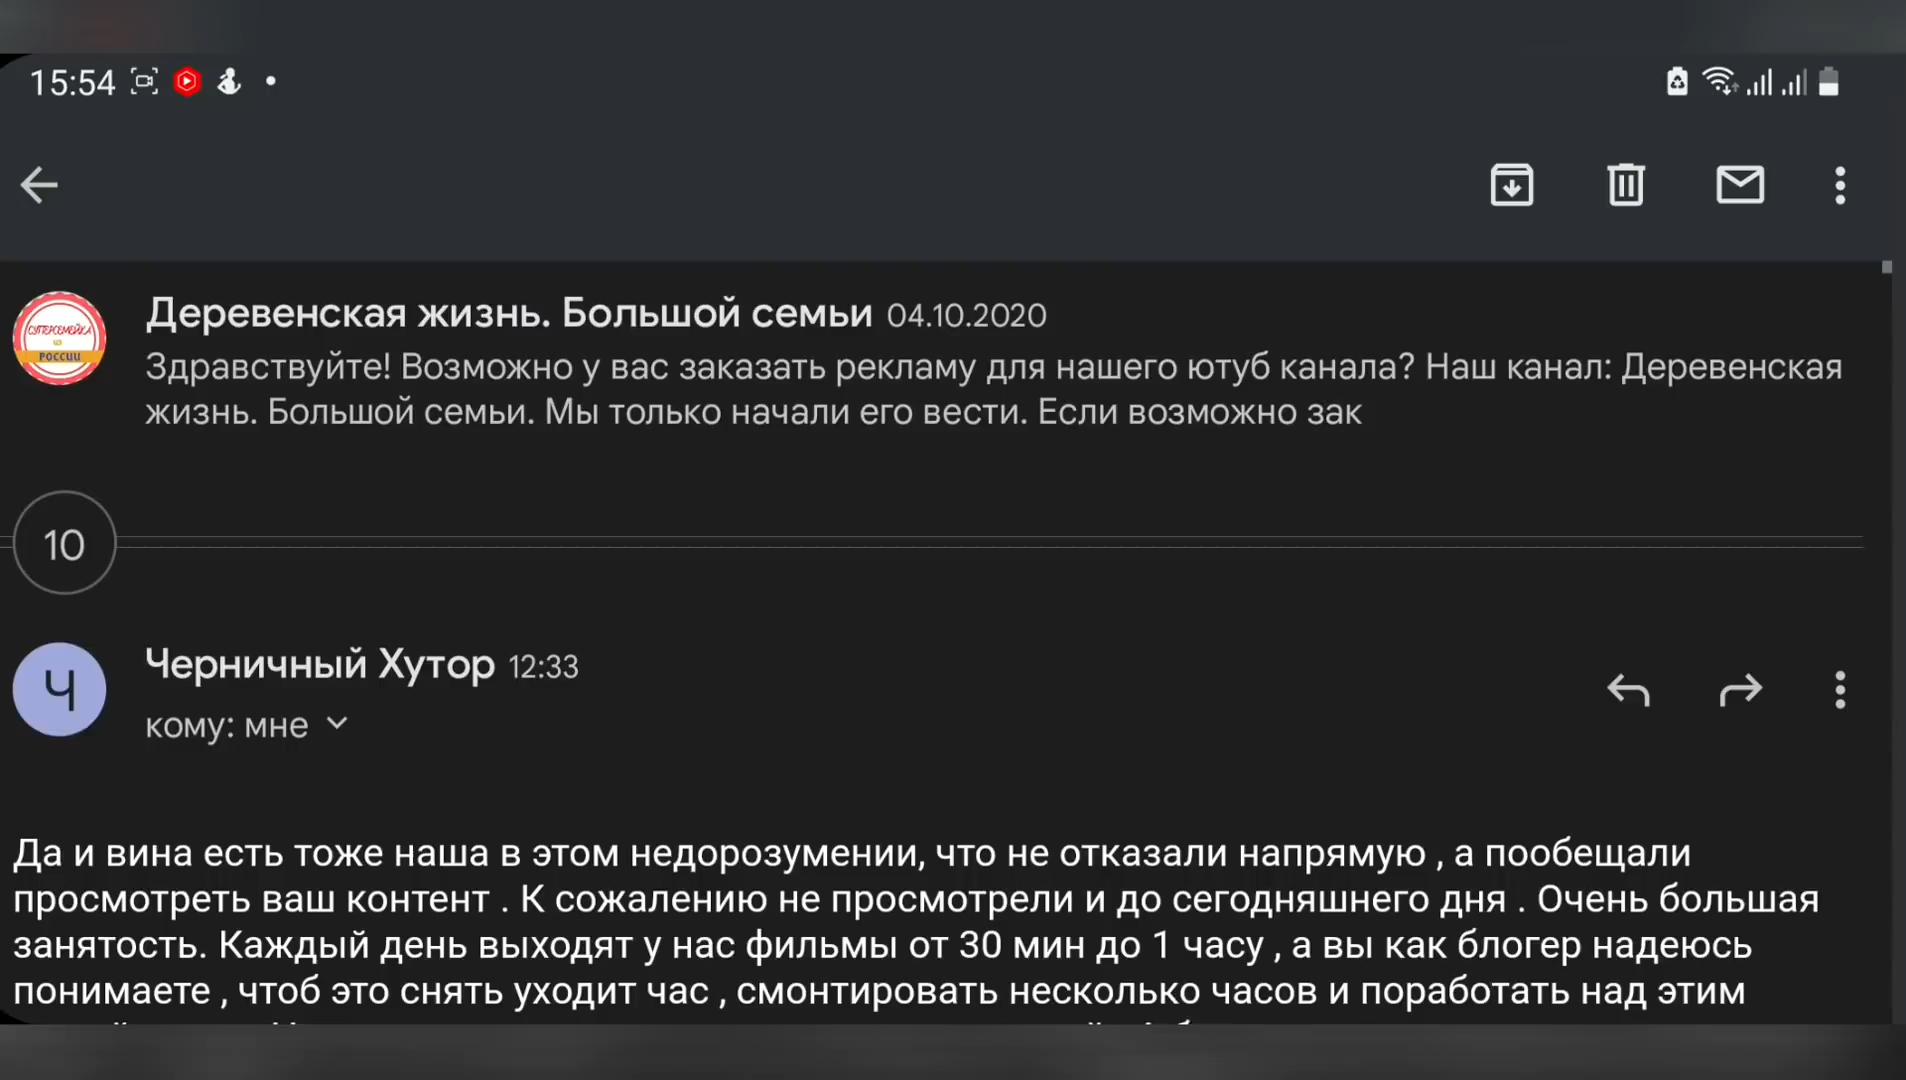 15:54
Деревенская жизнь. Большой семьи 04.10.2020
СУПЕРСЕМЕЙКА
из
РОССИИ
Здравствуйте! Возможно у вас заказать рекламу для нашего ютуб канала? Наш канал: Деревенская
жизнь. Большой семьи. Мы только начали его вести. Если возможно зак
10
Ч
Черничный Хутор 12:33
кому: мне
Да и вина есть тоже наша в этом недорозумении, что не отказали напрямую , а пообещали
просмотреть ваш контент . К сожалению не просмотрели и до сегодняшнего дня . Очень большая
занятость. Каждый день выходят у нас фильмы от 30 мин до 1 часу , а вы как блогер надеюсь
понимаете , чтоб это снять уходит час , смонтировать несколько часов и поработать над этим